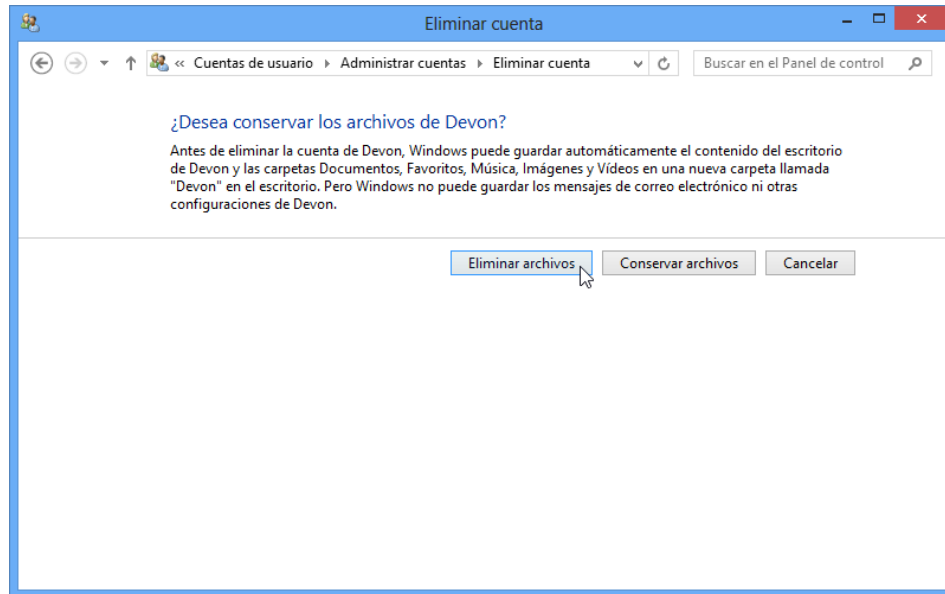 Eliminar cuenta
« Cuentas de usuario Administrar cuentas Eliminar cuenta
Buscar en el Panel de control
¿Desea conservar los archivos de Devon?
Antes de eliminar la cuenta de Devon, Windows puede guardar automáticamente el contenido del escritorio
de Devon y las carpetas Documentos, Favoritos, Música, Imágenes y Vídeos en una nueva carpeta llamada
"Devon" en el escritorio. Pero Windows no puede guardar los mensajes de correo electrónico ni otras
configuraciones de Devon.
Eliminar archivos Conservar archivos Cancelar